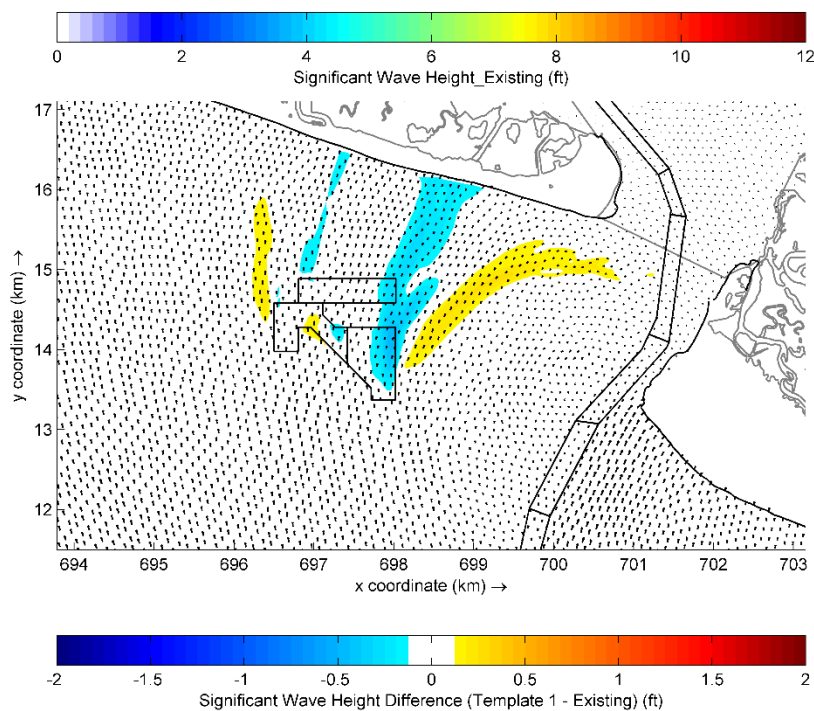 0 2 4 6 8 10 12
Significant Wave Height_Existing (ft)
17
16
15
14
13
12
y coordinate (km) →
694 695 696 697 698 699 700 701 702 703
x coordinate (km) →
-2 -1.5 -1 -0.5 0 0.5 1 1.5 2
Significant Wave Height Difference (Template 1 - Existing) (ft)